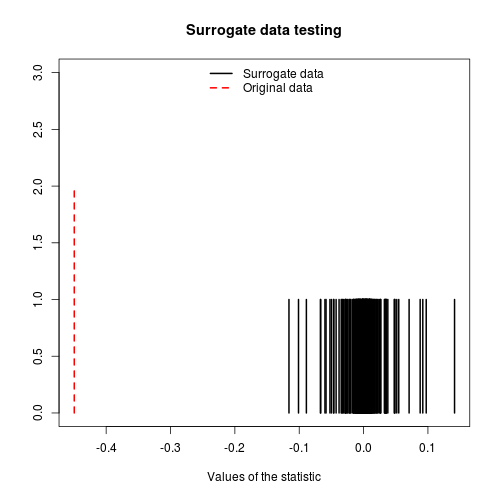 Surrogate data testing
Surrogate data
Original data
3.0
2.5
2.0
1.5
1.0
0.5
0.0
-0.4 -0.3 -0.2 -0.1 0.0 0.1
Values of the statistic